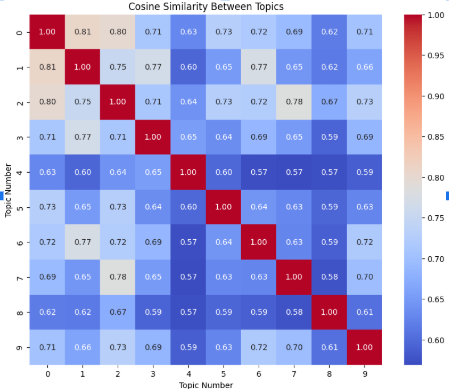 Cosine Similarity Between Topics
0 1.00 0.81 0.80 0.71 0.63 0.73 0.72 0.69 0.62 0.71
1 0.81 1.00 0.75 0.77 0.60 0.65 0.77 0.65 0.62 0.66
2 0.80 0.75 1.00 0.71 0.64 0.73 0.72 0.78 0.67 0.73
3 0.71 0.77 0.71 1.00 0.65 0.64 0.69 0.65 0.59 0.69
4 0.63 0.60 0.64 0.65 1.00 0.60 0.57 0.57 0.57 0.59
5 0.73 0.65 0.73 0.64 0.60 1.00 0.64 0.63 0.59 0.63
6 0.72 0.77 0.72 0.69 0.57 0.64 1.00 0.63 0.59 0.72
7 0.69 0.65 0.78 0.65 0.57 0.63 0.63 1.00 0.58 0.70
8 0.62 0.62 0.67 0.59 0.57 0.59 0.59 0.58 1.00 0.61
9 0.71 0.66 0.73 0.69 0.59 0.63 0.72 0.70 0.61 1.00
0 1 2 3 4 5 6 7 8 9
Topic Number
Topic Number
1.00
0.95
0.90
0.85
0.80
0.75
0.70
0.65
0.60